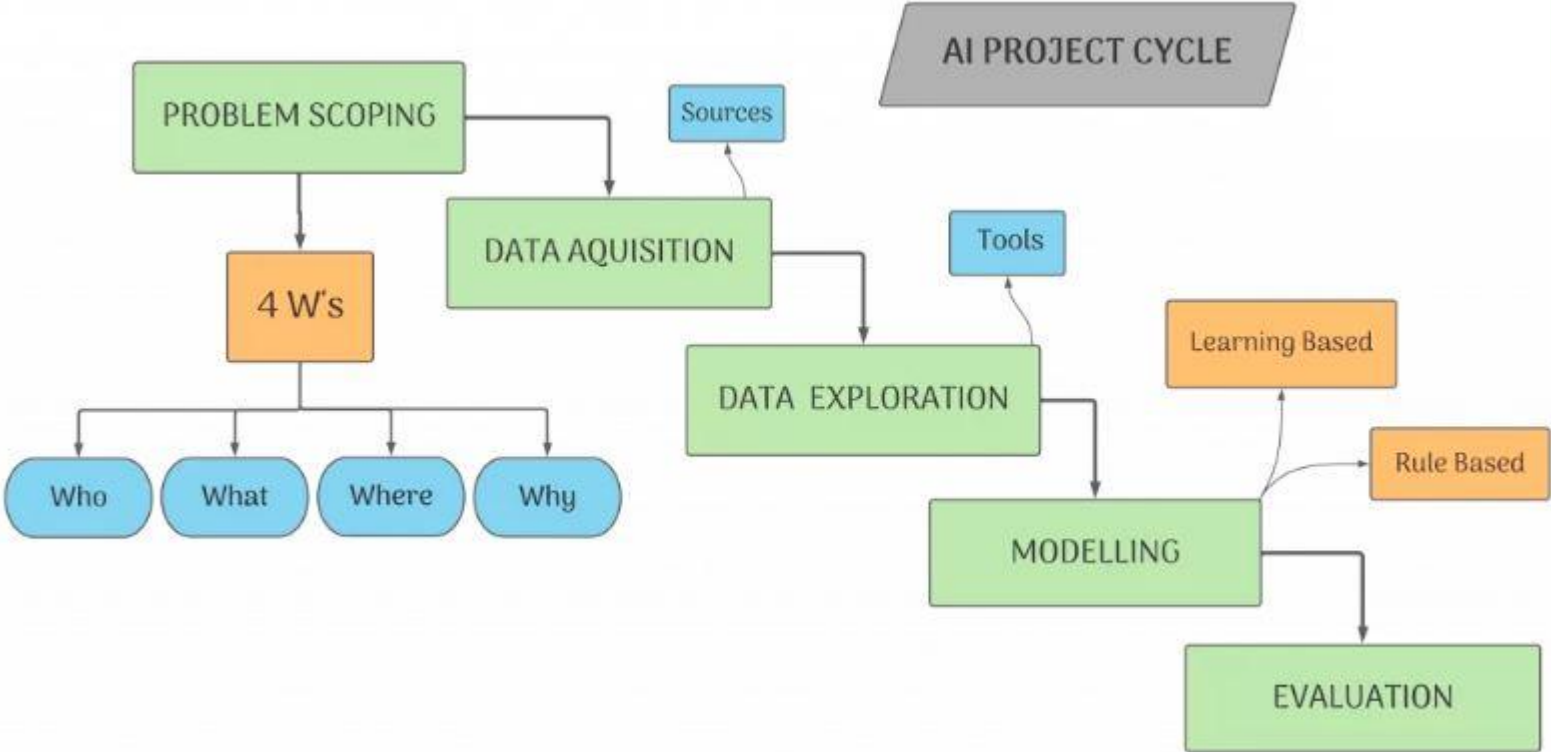 AI PROJECT CYCLE
PROBLEM SCOPING
Sources
DATA AQUISITION
Tools
4 W's
Learning Based
DATA EXPLORATION
Rule Based
Who
What
Where
Why
MODELLING
EVALUATION